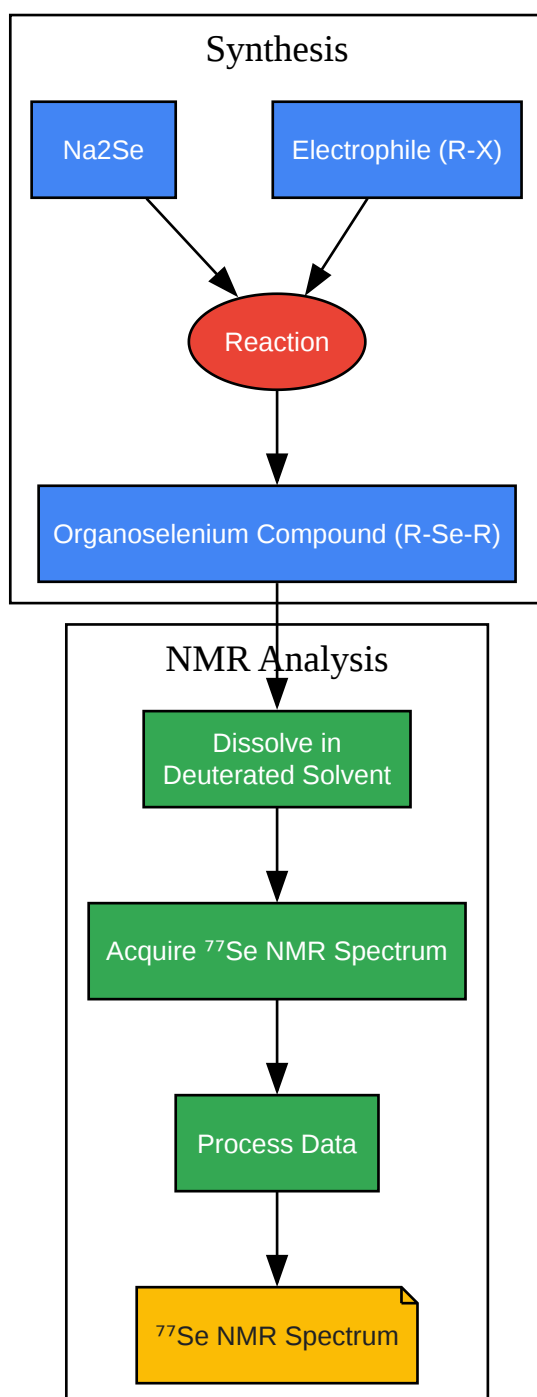 Synthesis
Na2Se
Electrophile (R-X)
Reaction
Organoselenium Compound (R-Se-R)
NMR Analysis
Dissolve in
Deuterated Solvent
Acquire ⁷⁷Se NMR Spectrum
Process Data
⁷⁷Se NMR Spectrum